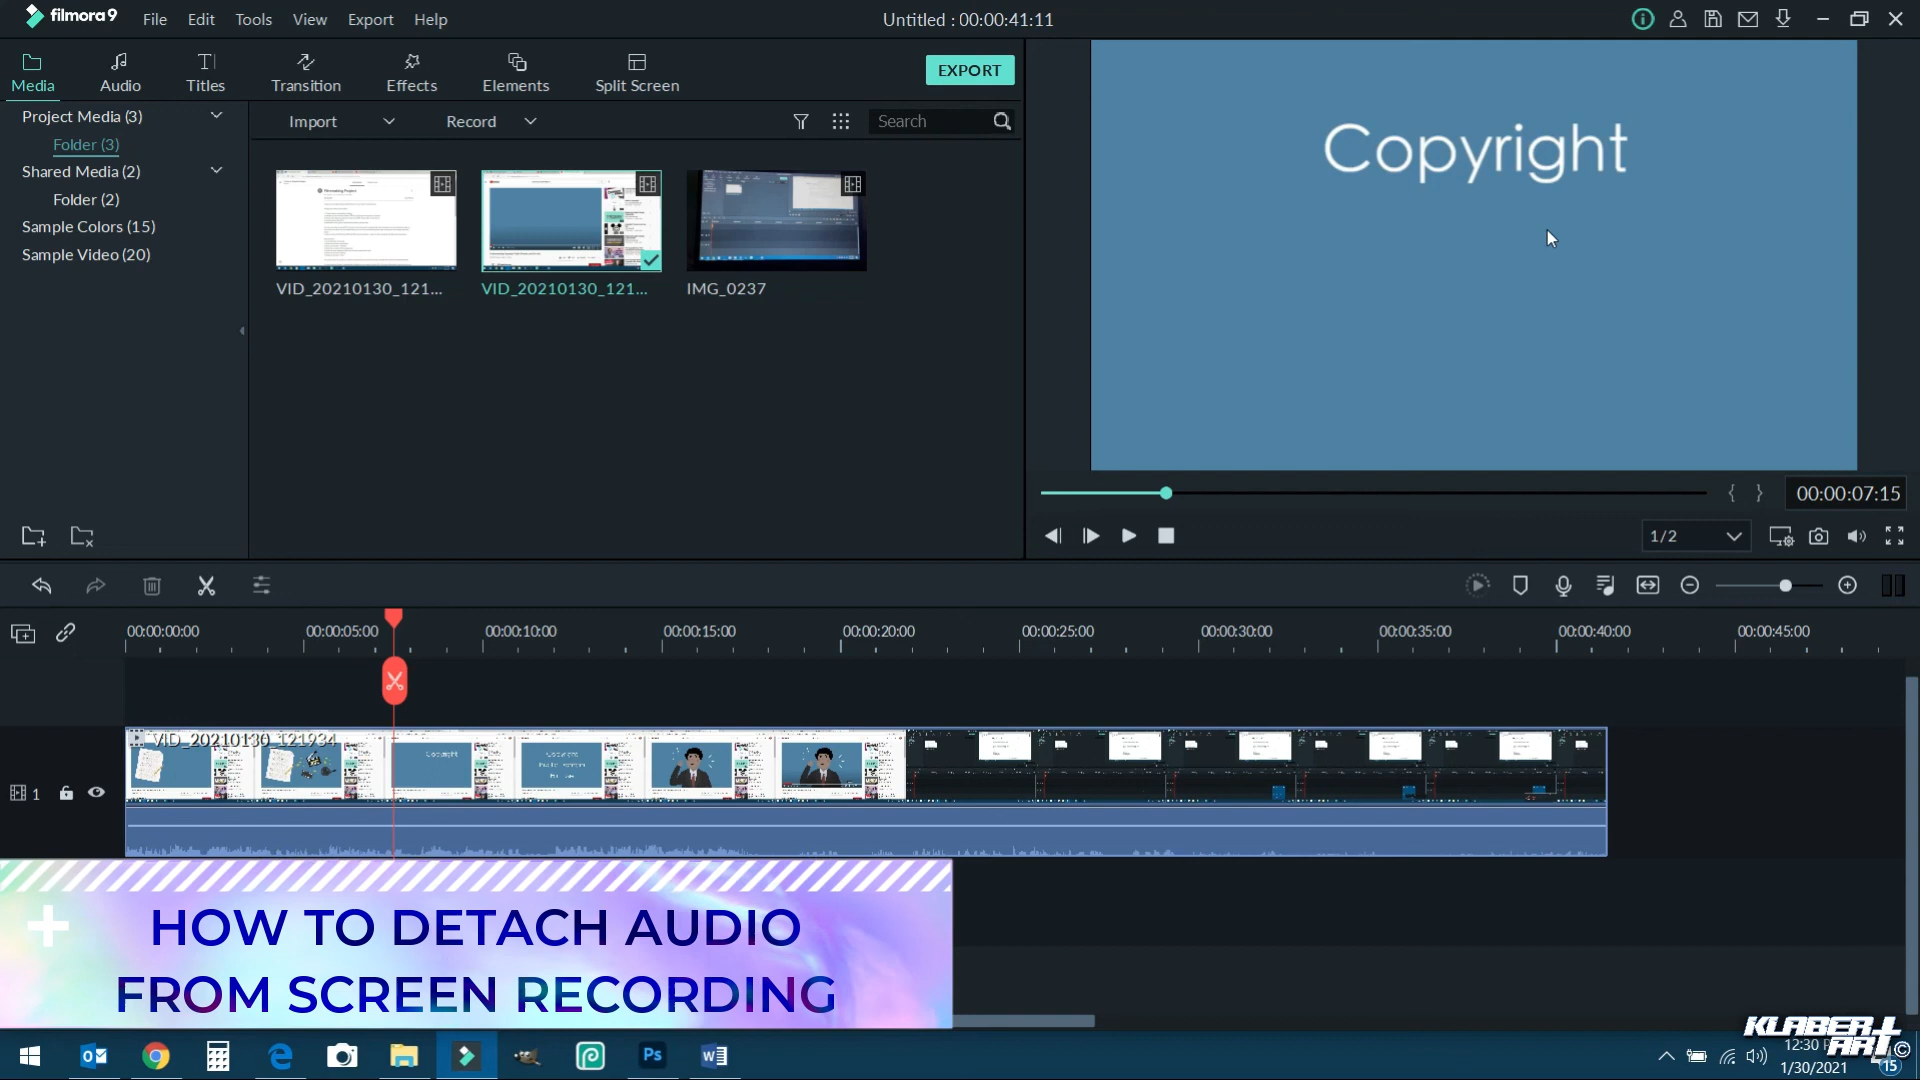 filmora9 File Edit Tools View Export Help Untitled : 00:00:41:11
Media Audio Titles Transition Effects Elements Split Screen EXPORT
Project Media (3)
Folder (3)
Shared Media (2)
Folder (2)
Sample Colors (15)
Sample Video (20)
Import Record Search
VID_20210130_121... VID_20210130_121... IMG_0237
Copyright
00:00:07:15
1/2
00:00:00:00 00:00:05:00 00:00:10:00 00:00:15:00 00:00:20:00 00:00:25:00 00:00:30:00 00:00:35:00 00:00:40:00 00:00:45:00
VID_20210130_121934
1
HOW TO DETACH AUDIO
FROM SCREEN RECORDING
KLABER ART ©
12:30
1/30/2021
15